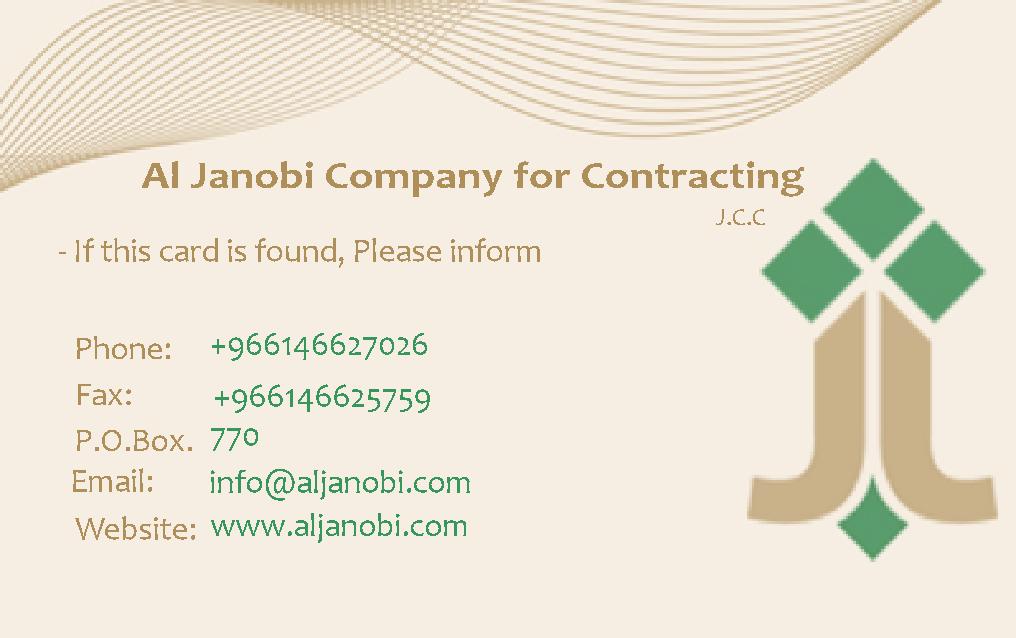 Al Janobi Company for Contracting
J.C.C
- If this card is found, Please inform
Phone: +966146627026
Fax: +966146625759
P.O.Box. 770
Email: info@aljanobi.com
Website: www.aljanobi.com